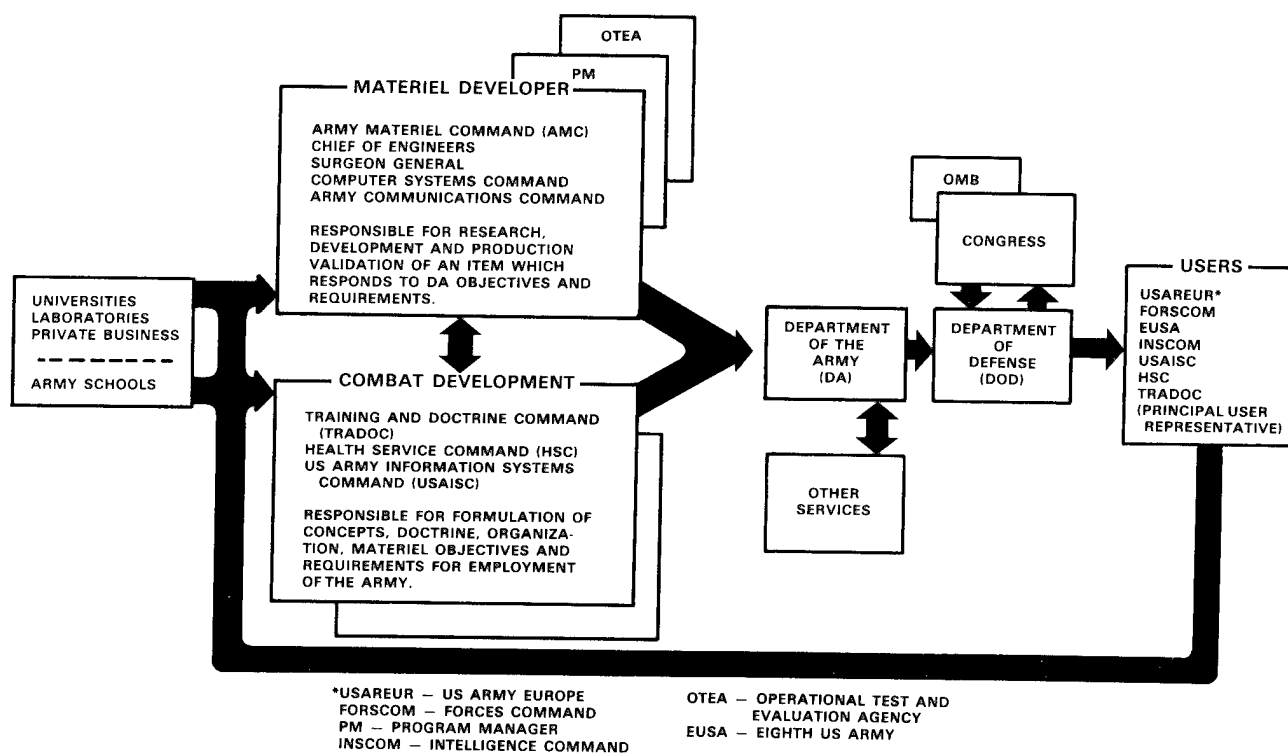 OTEA
PM
MATERIEL DEVELOPER
ARMY MATERIEL COMMAND (AMC)
CHIEF OF ENGINEERS
SURGEON GENERAL
COMPUTER SYSTEMS COMMAND
ARMY COMMUNICATIONS COMMAND
RESPONSIBLE FOR RESEARCH,
DEVELOPMENT AND PRODUCTION
VALIDATION OF AN ITEM WHICH
RESPONDS TO DA OBJECTIVES AND
REQUIREMENTS.
UNIVERSITIES
LABORATORIES
PRIVATE BUSINESS
ARMY SCHOOLS
COMBAT DEVELOPMENT
TRAINING AND DOCTRINE COMMAND
(TRADOC)
HEALTH SERVICE COMMAND (HSC)
US ARMY INFORMATION SYSTEMS
COMMAND (USAISC)
RESPONSIBLE FOR FORMULATION OF
CONCEPTS, DOCTRINE, ORGANIZA-
TION, MATERIEL OBJECTIVES AND
REQUIREMENTS FOR EMPLOYMENT
OF THE ARMY.
DEPARTMENT
OF THE
ARMY
(DA)
OTHER
SERVICES
OMB
CONGRESS
DEPARTMENT
OF
DEFENSE
(DOD)
USERS
USAREUR*
FORSCOM
EUSA
INSCOM
USAISC
HSC
TRADOC
(PRINCIPAL USER
REPRESENTATIVE)
*USAREUR — US ARMY EUROPE
FORSCOM — FORCES COMMAND
PM — PROGRAM MANAGER
INSCOM — INTELLIGENCE COMMAND
OTEA — OPERATIONAL TEST AND
EVALUATION AGENCY
EUSA — EIGHTH US ARMY